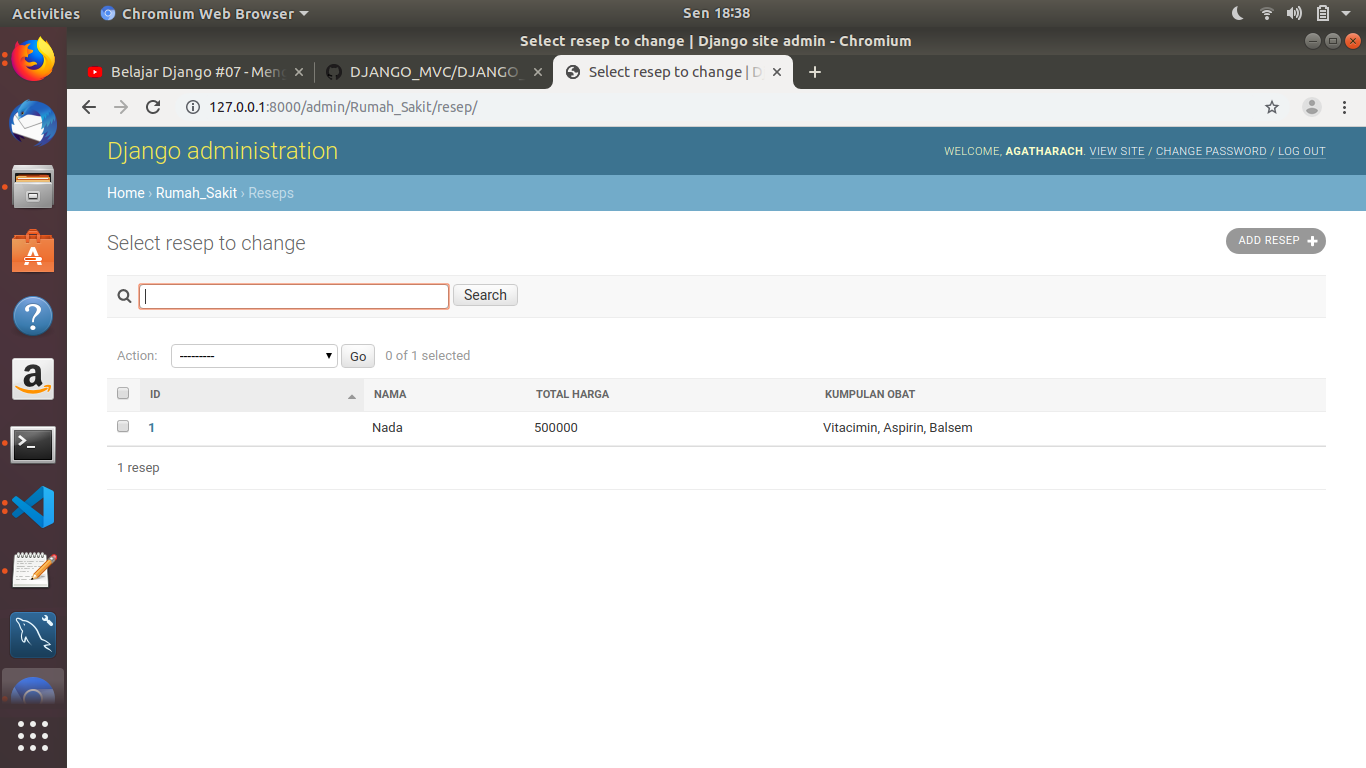 Activities Chromium Web Browser Sen 18:38
Select resep to change | Django site admin - Chromium
Belajar Django #07 - Meng DJANGO_MVC/DJANGO_ Select resep to change | D
127.0.0.1:8000/admin/Rumah_Sakit/resep/
Django administration WELCOME, AGATHARACH. VIEW SITE / CHANGE PASSWORD / LOG OUT
Home › Rumah_Sakit › Reseps
Select resep to change ADD RESEP +
Search
Action: --------- Go 0 of 1 selected
ID NAMA TOTAL HARGA KUMPULAN OBAT
1 Nada 500000 Vitacimin, Aspirin, Balsem
1 resep